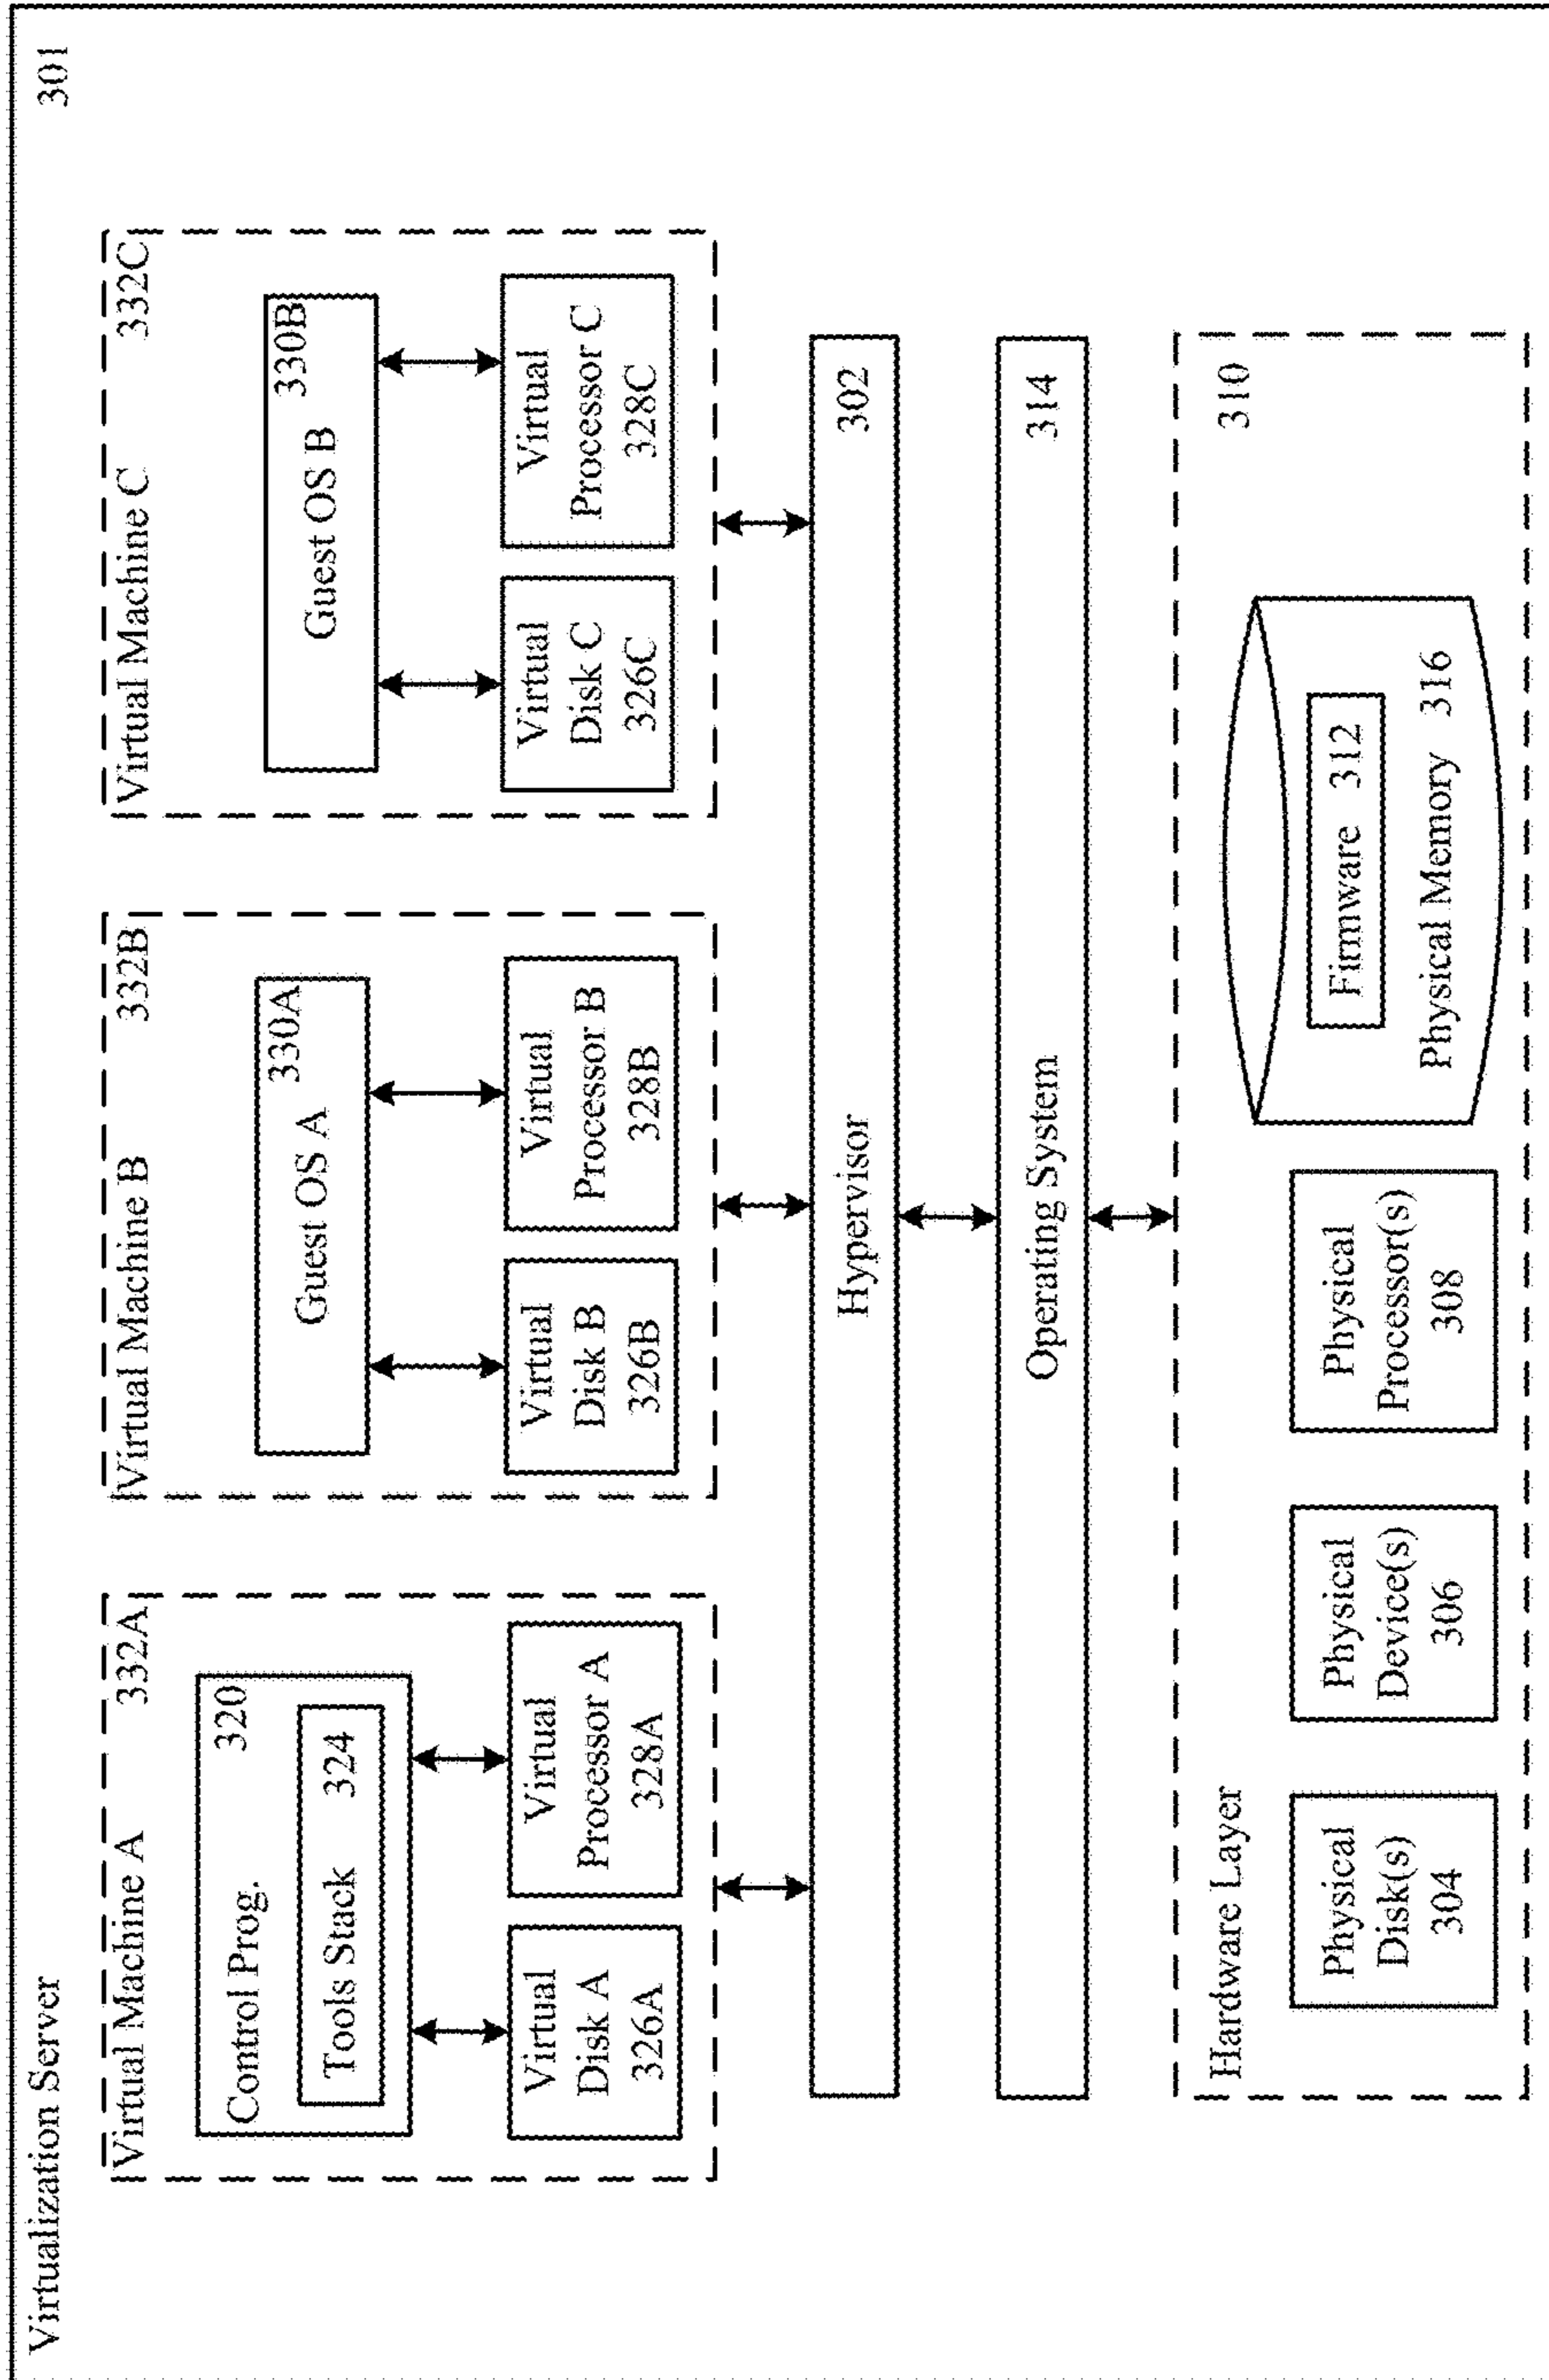 Virtualization Server
301
Virtual Machine A 332A
Control Prog. 320
Tools Stack 324
Virtual
Disk A
326A
Virtual
Processor A
328A
Virtual Machine B 332B
330A
Guest OS A
Virtual
Disk B
326B
Virtual
Processor B
328B
Virtual Machine C 332C
330B
Guest OS B
Virtual
Disk C
326C
Virtual
Processor C
328C
Hypervisor 302
Operating System 314
Hardware Layer 310
Physical
Disk(s)
304
Physical
Device(s)
306
Physical
Processor(s)
308
Firmware 312
Physical Memory 316